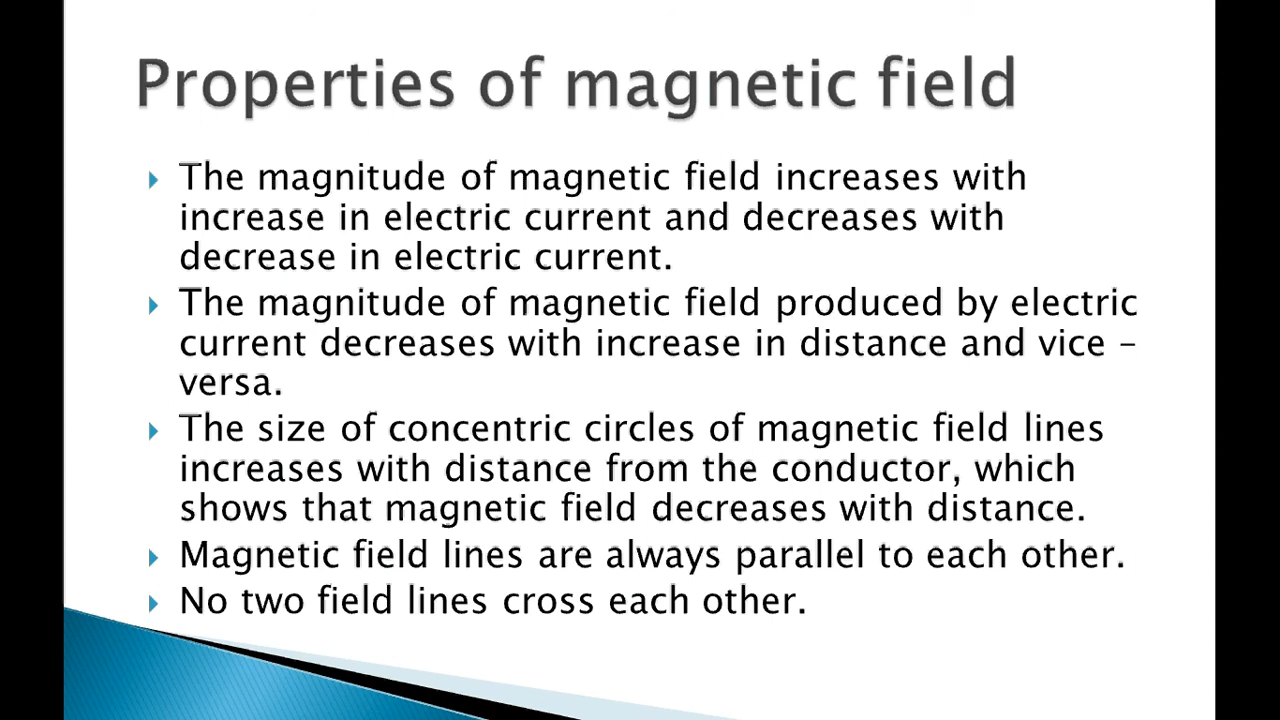 Properties of magnetic field
The magnitude of magnetic field increases with
increase in electric current and decreases with
decrease in electric current.
The magnitude of magnetic field produced by electric
current decreases with increase in distance and vice –
versa.
The size of concentric circles of magnetic field lines
increases with distance from the conductor, which
shows that magnetic field decreases with distance.
Magnetic field lines are always parallel to each other.
No two field lines cross each other.